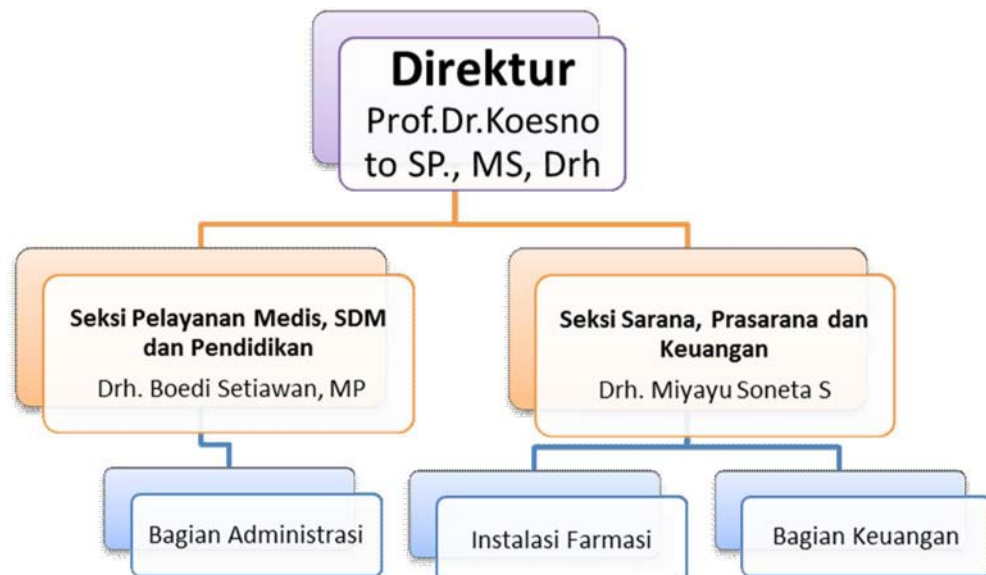 Direktur
Prof.Dr.Koesno
to SP., MS, Drh
Seksi Pelayanan Medis, SDM
dan Pendidikan
Drh. Boedi Setiawan, MP
Seksi Sarana, Prasarana dan
Keuangan
Drh. Miyayu Soneta S
Bagian Administrasi
Instalasi Farmasi
Bagian Keuangan